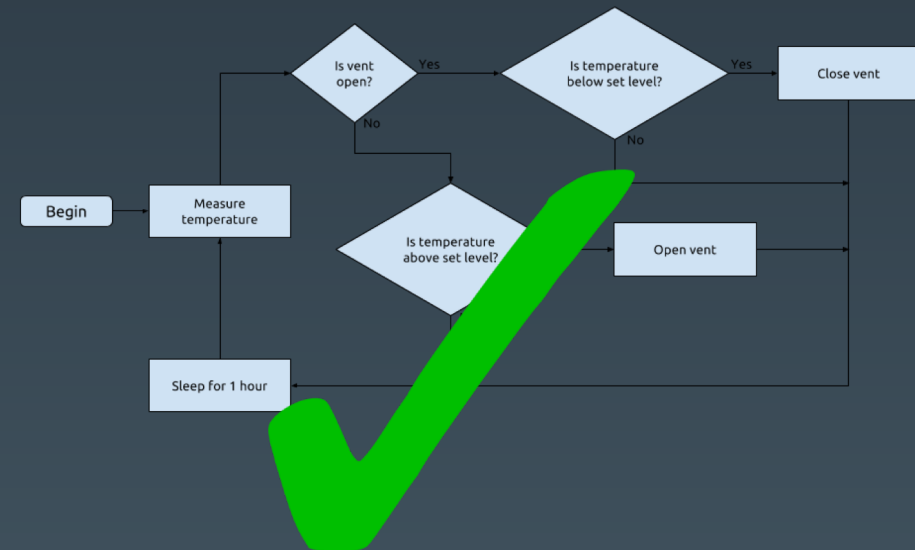 Is vent
open?
Yes
Is temperature
below set level?
Yes
Close vent
No
No
Begin
Measure
temperature
Is temperature
above set level?
Open vent
Sleep for 1 hour